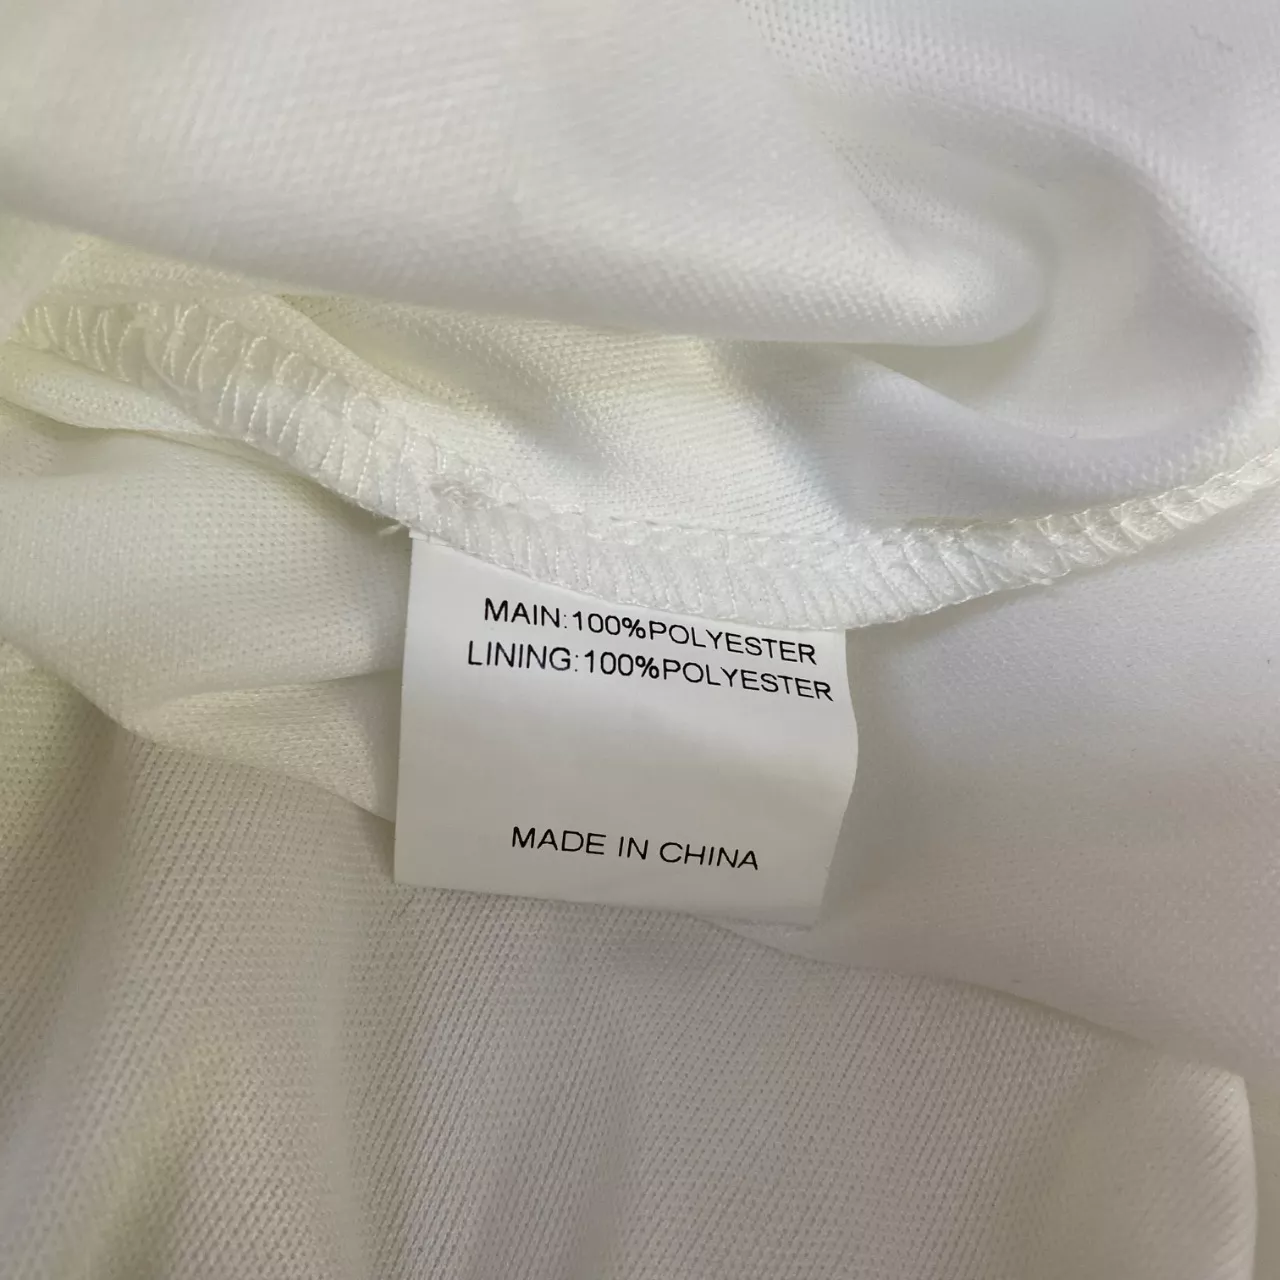 MAIN:100%POLYESTER
LINING:100%POLYESTER
MADE IN CHINA